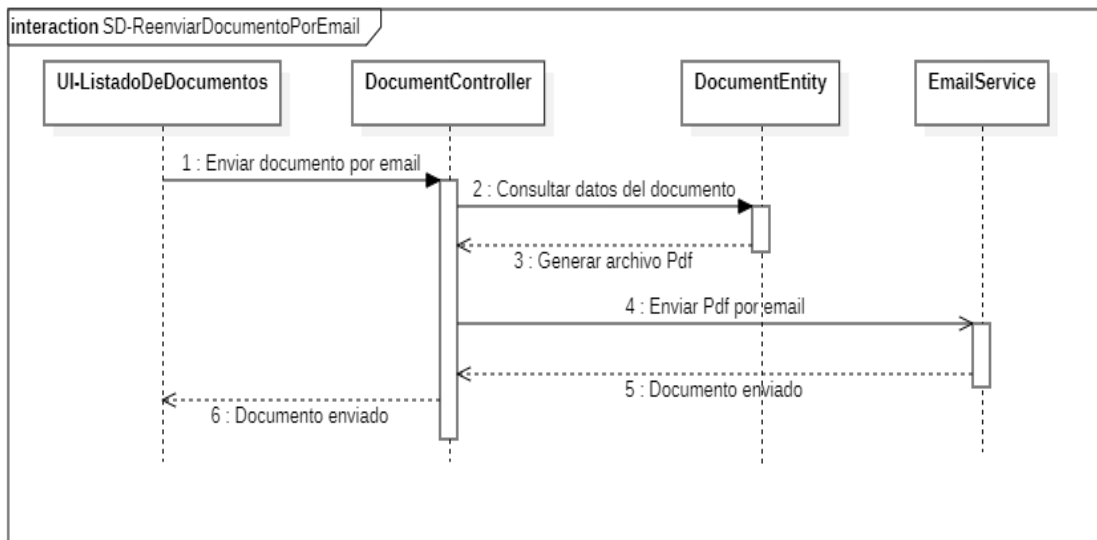 interaction SD-ReenviarDocumentoPorEmail
UI-ListadoDeDocumentos
DocumentController
DocumentEntity
EmailService
1 : Enviar documento por email
2 : Consultar datos del documento
3 : Generar archivo Pdf
4 : Enviar Pdf por email
5 : Documento enviado
6 : Documento enviado